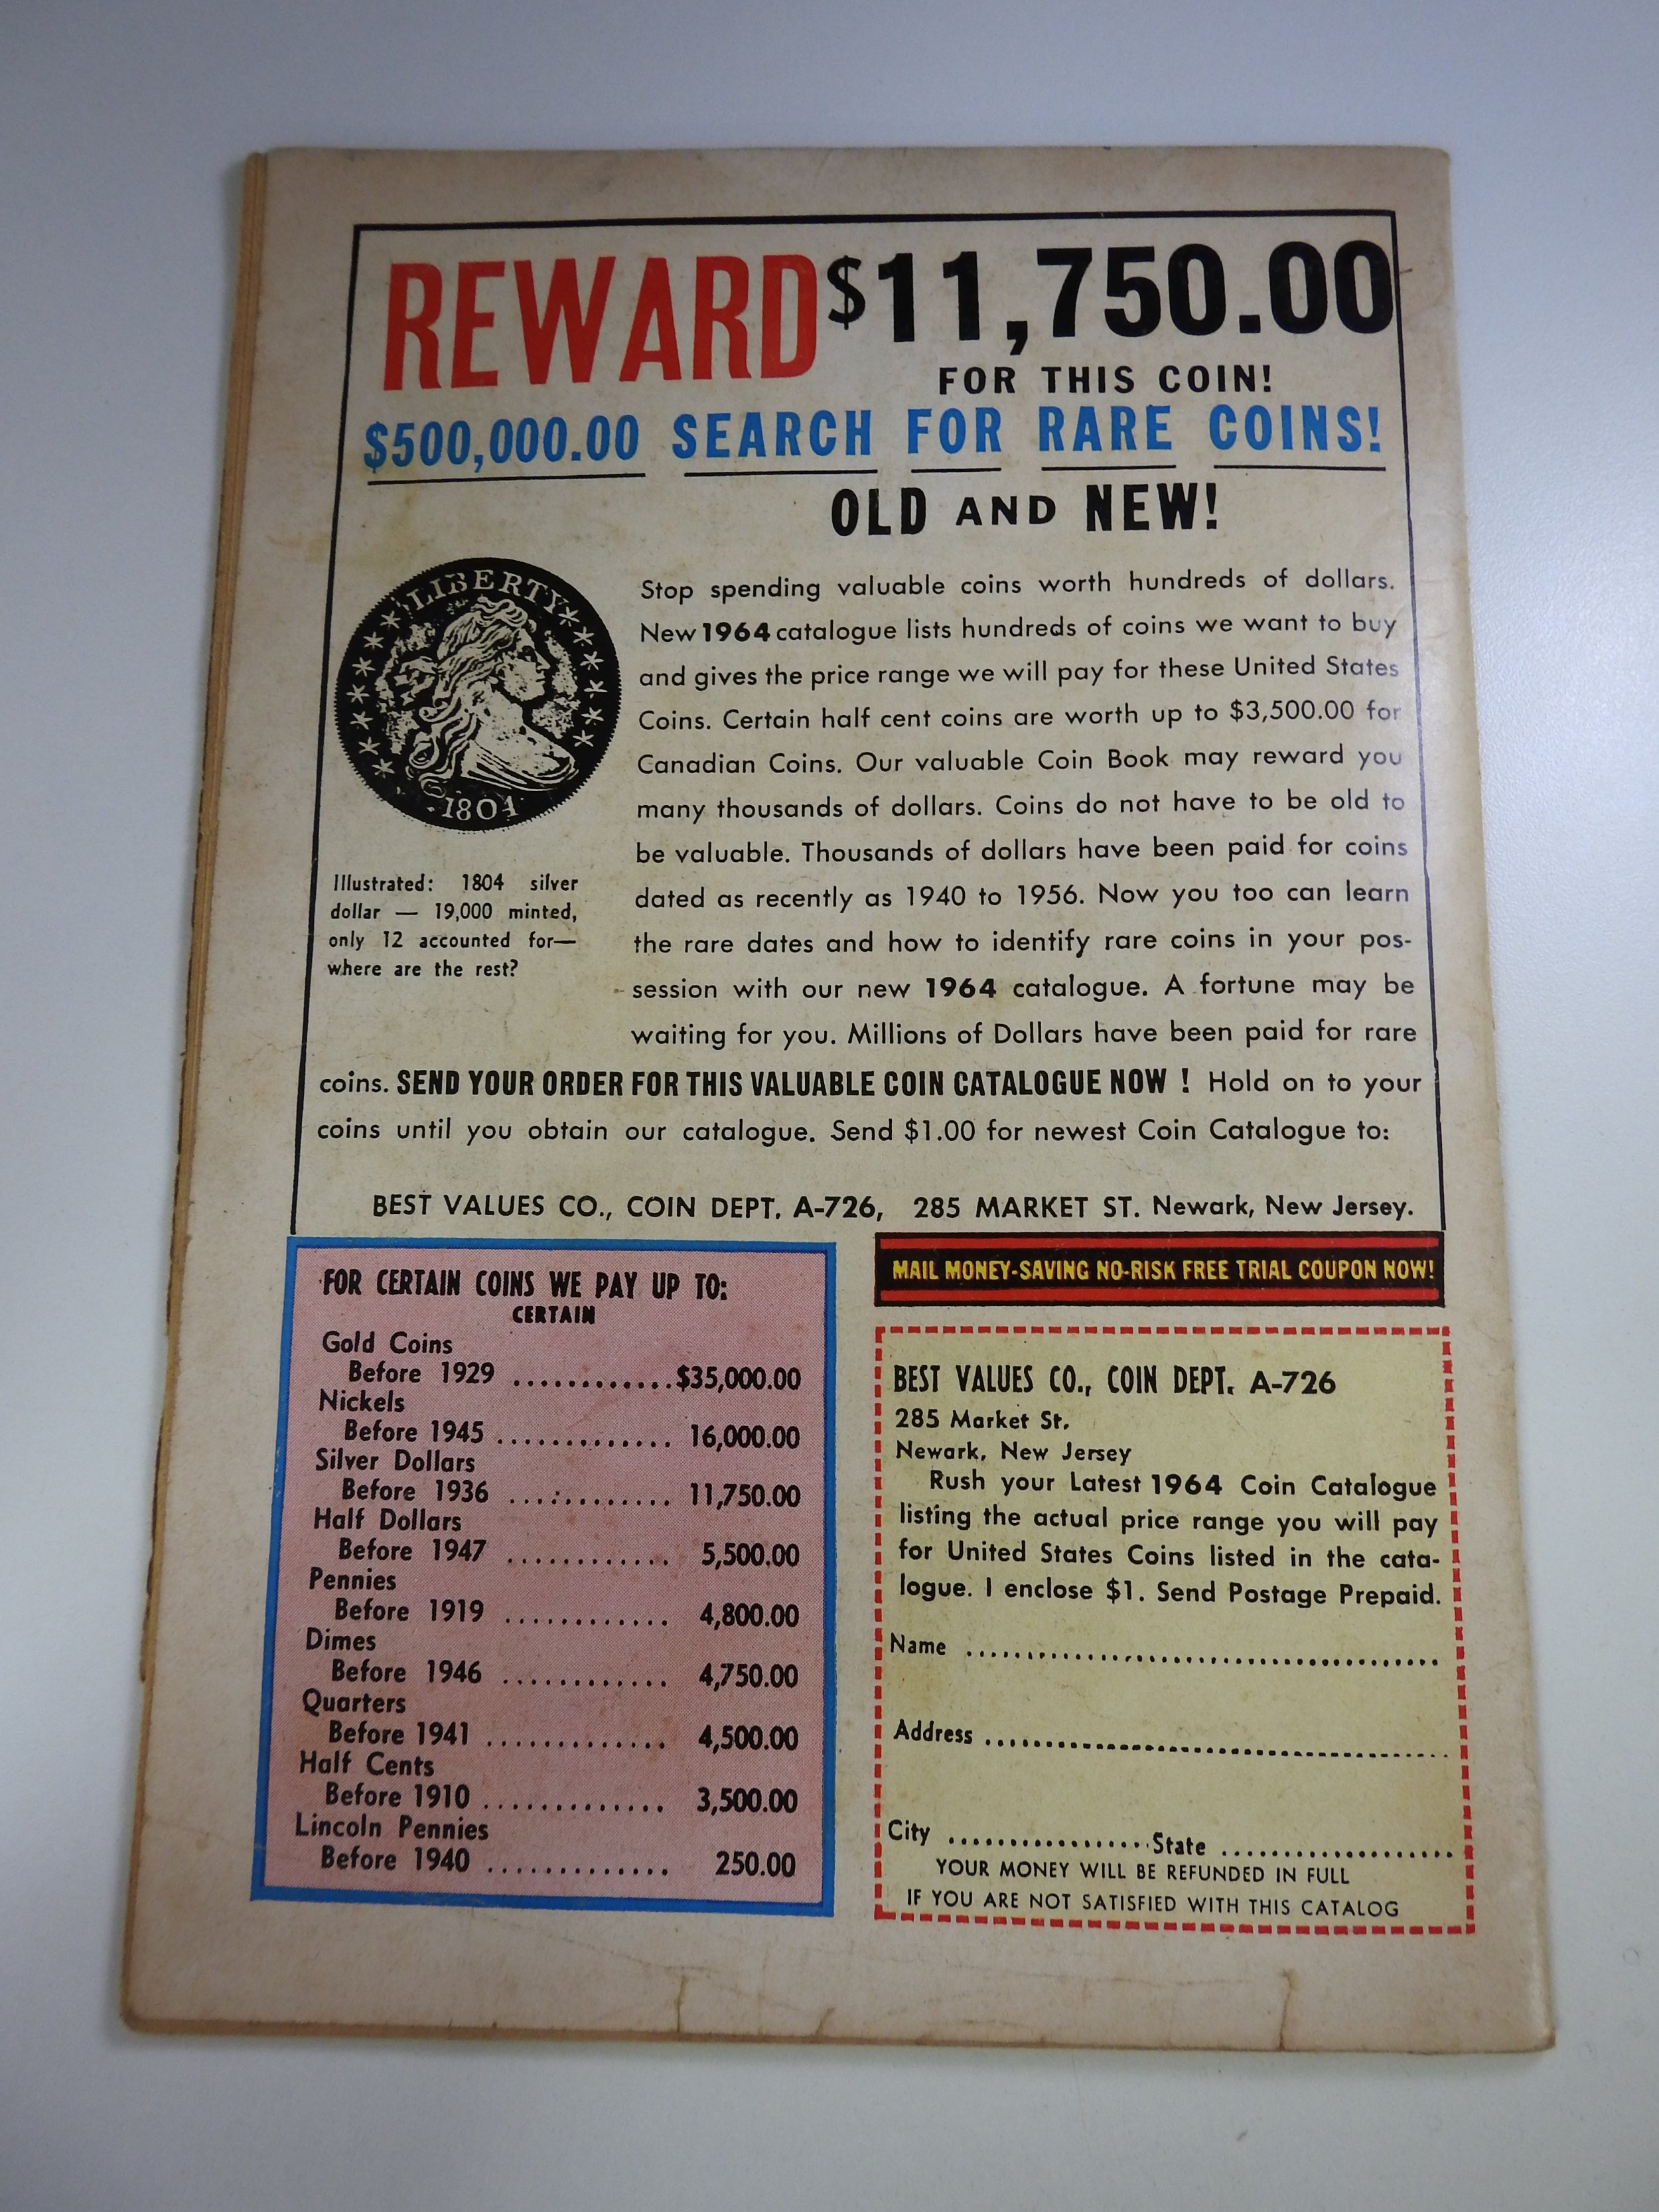 REWARD $11,750.00
FOR THIS COIN!
$500,000.00 SEARCH FOR RARE COINS!
OLD AND NEW!
LIBERTY
1804
Illustrated: 1804 silver
dollar — 19,000 minted,
only 12 accounted for—
where are the rest?
Stop spending valuable coins worth hundreds of dollars.
New 1964 catalogue lists hundreds of coins we want to buy
and gives the price range we will pay for these United States
Coins. Certain half cent coins are worth up to $3,500.00 for
Canadian Coins. Our valuable Coin Book may reward you
many thousands of dollars. Coins do not have to be old to
be valuable. Thousands of dollars have been paid for coins
dated as recently as 1940 to 1956. Now you too can learn
the rare dates and how to identify rare coins in your pos-
session with our new 1964 catalogue. A fortune may be
waiting for you. Millions of Dollars have been paid for rare
coins. SEND YOUR ORDER FOR THIS VALUABLE COIN CATALOGUE NOW ! Hold on to your
coins until you obtain our catalogue. Send $1.00 for newest Coin Catalogue to:
BEST VALUES CO., COIN DEPT. A-726, 285 MARKET ST. Newark, New Jersey.
FOR CERTAIN COINS WE PAY UP TO:
CERTAIN
Gold Coins
Before 1929 ............$35,000.00
Nickels
Before 1945 ............. 16,000.00
Silver Dollars
Before 1936 ............ 11,750.00
Half Dollars
Before 1947 ............ 5,500.00
Pennies
Before 1919 ............ 4,800.00
Dimes
Before 1946 ............ 4,750.00
Quarters
Before 1941 ............. 4,500.00
Half Cents
Before 1910 ............. 3,500.00
Lincoln Pennies
Before 1940 ............. 250.00
MAIL MONEY-SAVING NO-RISK FREE TRIAL COUPON NOW!
BEST VALUES CO., COIN DEPT. A-726
285 Market St.
Newark, New Jersey
Rush your Latest 1964 Coin Catalogue
listing the actual price range you will pay
for United States Coins listed in the cata-
logue. I enclose $1. Send Postage Prepaid.
Name ........................................
Address ........................................
City .................. State ....................
YOUR MONEY WILL BE REFUNDED IN FULL
IF YOU ARE NOT SATISFIED WITH THIS CATALOG